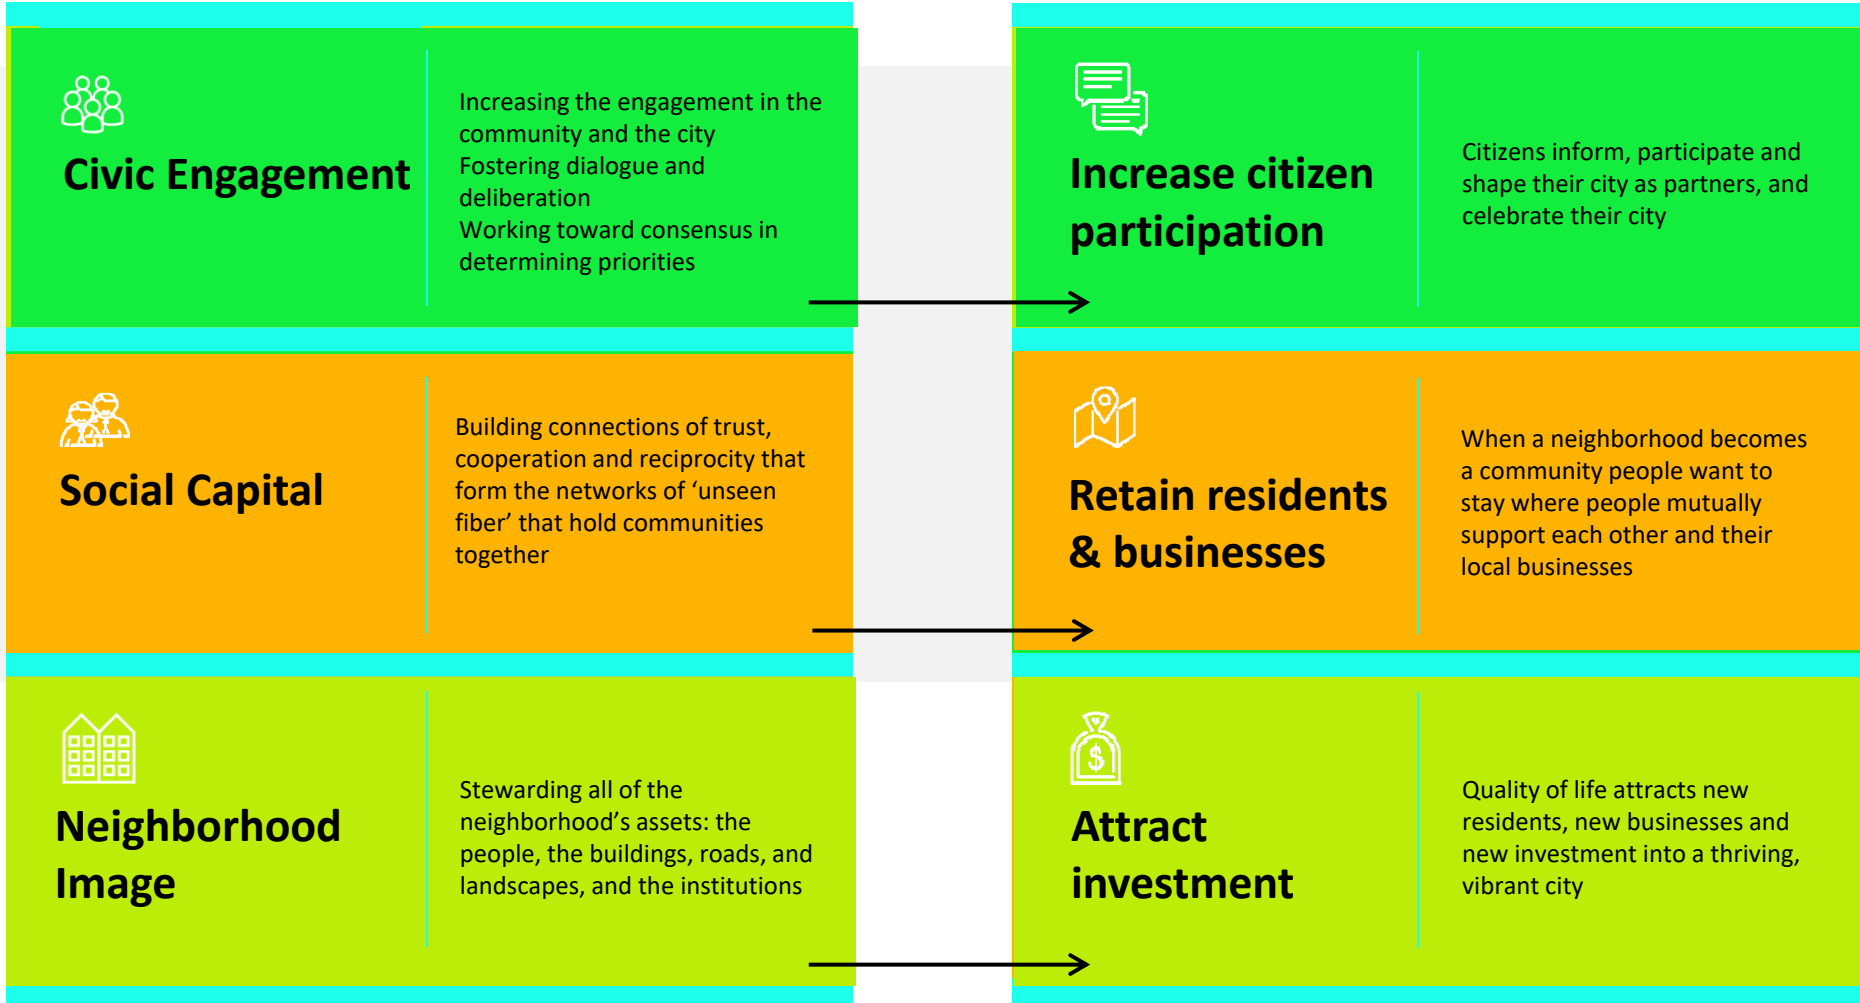 Civic Engagement
Increasing the engagement in the
community and the city
Fostering dialogue and
deliberation
Working toward consensus in
determining priorities
Increase citizen
participation
Citizens inform, participate and
shape their city as partners, and
celebrate their city
Social Capital
Building connections of trust,
cooperation and reciprocity that
form the networks of ‘unseen
fiber’ that hold communities
together
Retain residents
& businesses
When a neighborhood becomes
a community people want to
stay where people mutually
support each other and their
local businesses
Neighborhood
Image
Stewarding all of the
neighborhood’s assets: the
people, the buildings, roads, and
landscapes, and the institutions
$
Attract
investment
Quality of life attracts new
residents, new businesses and
new investment into a thriving,
vibrant city